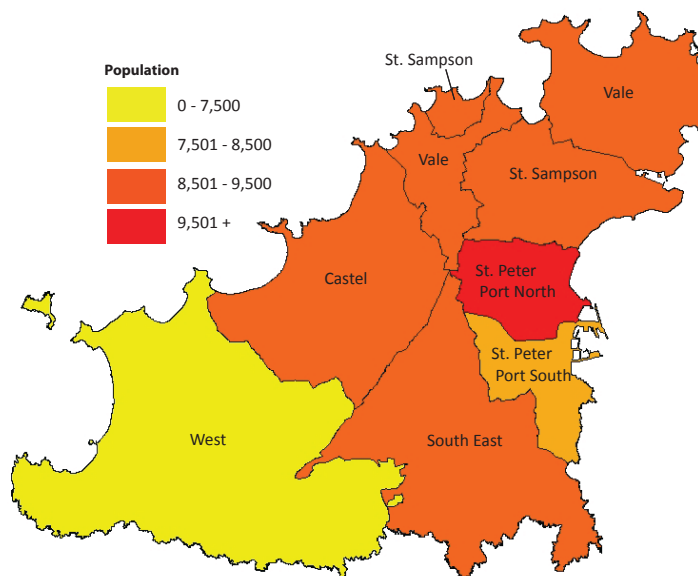 Population
0 - 7,500
7,501 - 8,500
8,501 - 9,500
9,501 +
St. Sampson
Vale
Vale
St. Sampson
Castel
St. Peter
Port North
St. Peter
Port South
West
South East